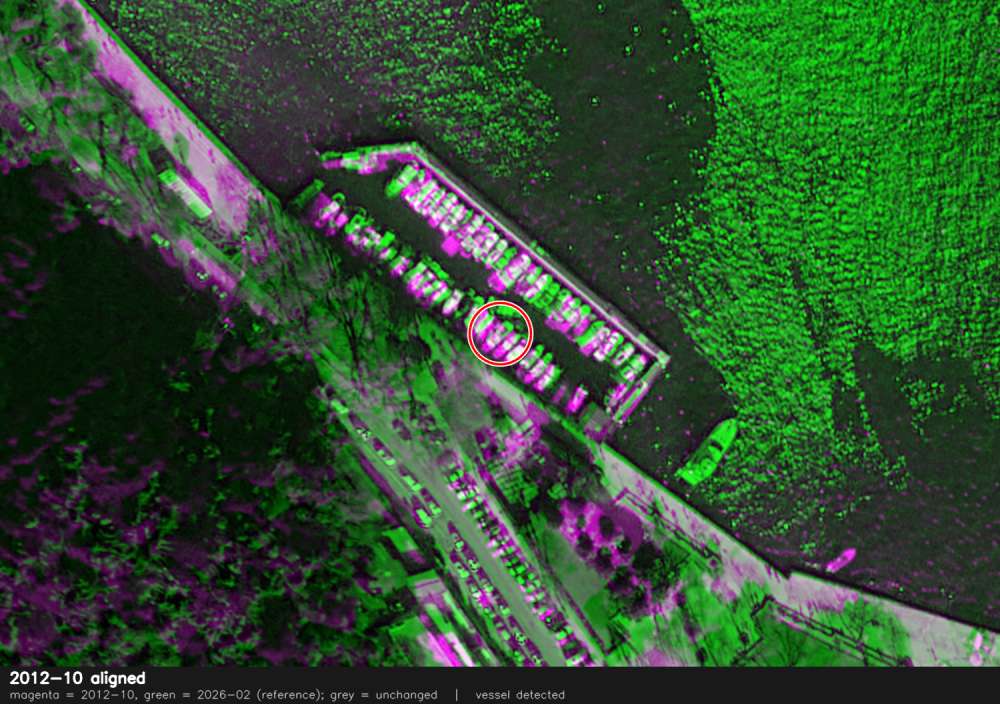 2012-10 aligned
magenta = 2012-10, green = 2026-02 (reference); grey = unchanged | vessel detected